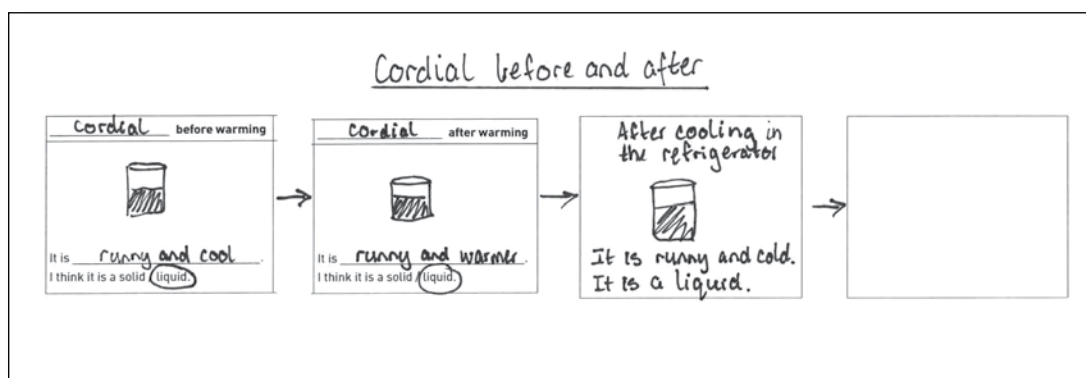 Cordial before and after
cordial before warming
It is runny and cool.
I think it is a solid / liquid.
cordial after warming
It is runny and warmer.
I think it is a solid / liquid.
After cooling in
the refrigerator
It is runny and cold.
It is a liquid.